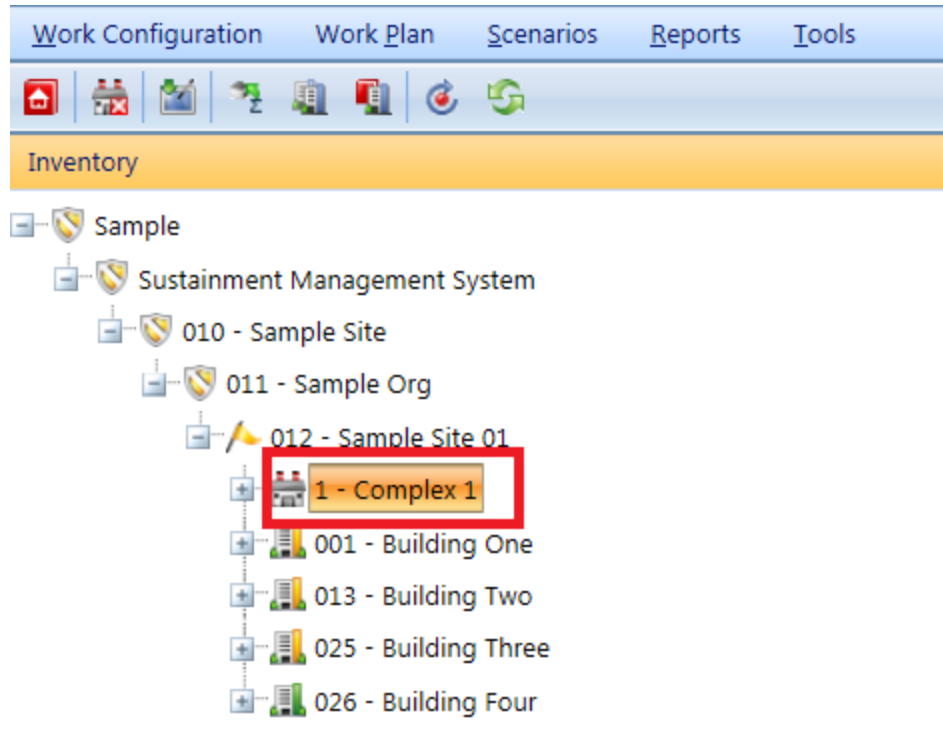 Work Configuration Work Plan Scenarios Reports Tools
Inventory
Sample
Sustainment Management System
010 - Sample Site
011 - Sample Org
012 - Sample Site 01
1 - Complex 1
001 - Building One
013 - Building Two
025 - Building Three
026 - Building Four